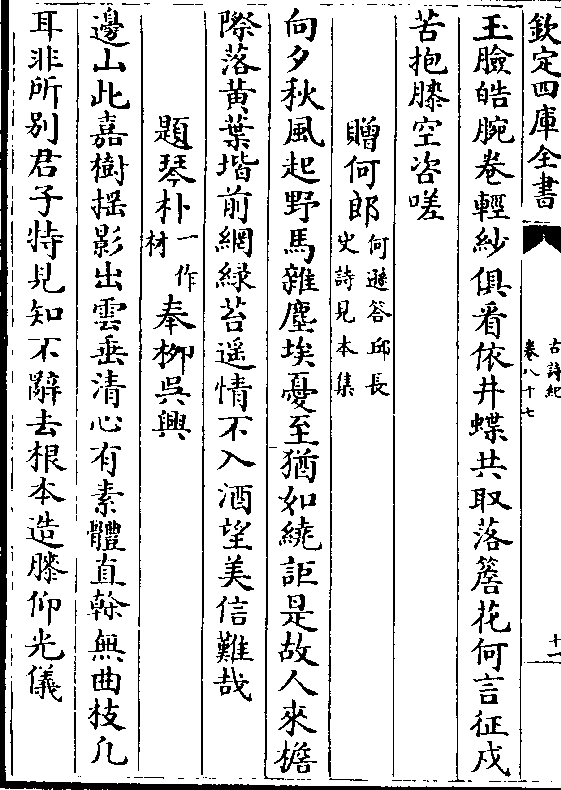 欽定四庫全書
古詩紀
卷八十七
十一
玉臉皓腕卷輕紗俱看依井蝶共取落簷花何言征戍
苦抱膝空咨嗟
贈何郎何遜答邱長史詩見本集
向夕秋風起野馬雜塵埃憂至猶如繞詎是故人來檐
際落黃葉堦前網緑苔遥情不入酒望美信難哉
題琴朴一作材奉柳吳興
邊山此嘉樹摇影出雲垂清心有素體直幹無曲枝凡
耳非所别君子特見知不辭去根本造膝仰光儀